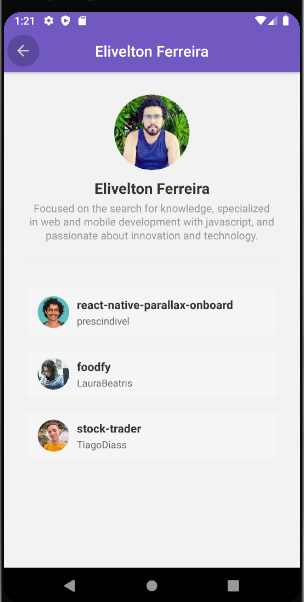 1:21
Elivelton Ferreira
Elivelton Ferreira
Focused on the search for knowledge, specialized
in web and mobile development with javascript, and
passionate about innovation and technology.
react-native-parallax-onboard
prescindivel
foodfy
LauraBeatris
stock-trader
TiagoDiass